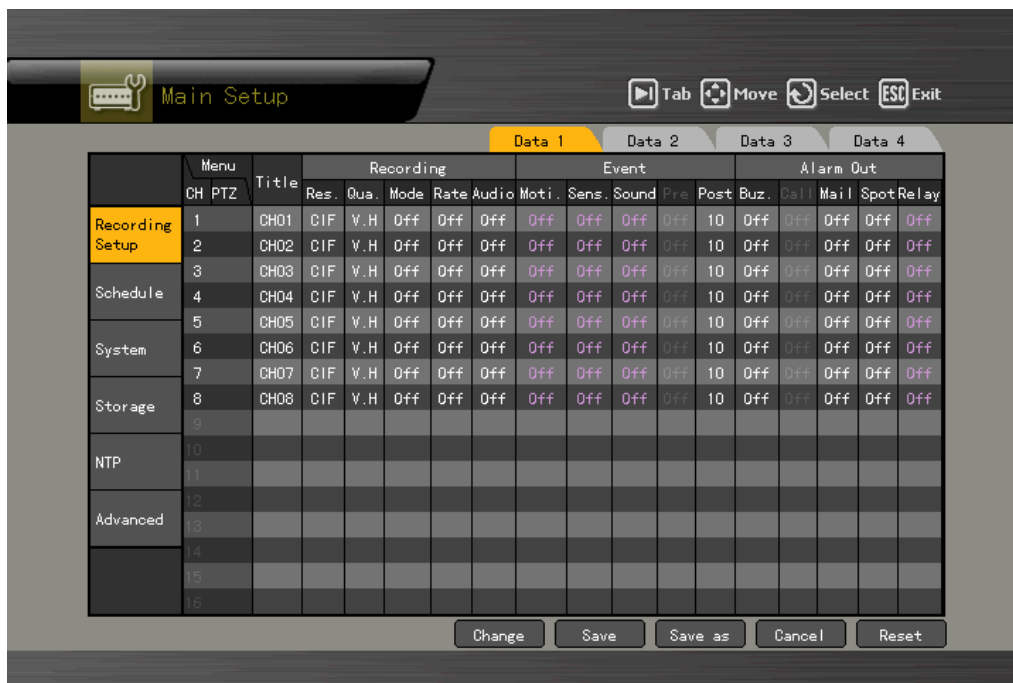 Main Setup
Tab Move Select ESC Exit
Data 1 Data 2 Data 3 Data 4
Menu Title Recording Event Alarm Out
CH PTZ Res. Qua. Mode Rate Audio Moti. Sens. Sound Pre Post Buz. Call Mail Spot Relay
Recording Setup
Schedule
System
Storage
NTP
Advanced
1 CH01 CIF V.H Off Off Off Off Off Off Off 10 Off Off Off Off Off
2 CH02 CIF V.H Off Off Off Off Off Off Off 10 Off Off Off Off Off
3 CH03 CIF V.H Off Off Off Off Off Off Off 10 Off Off Off Off Off
4 CH04 CIF V.H Off Off Off Off Off Off Off 10 Off Off Off Off Off
5 CH05 CIF V.H Off Off Off Off Off Off Off 10 Off Off Off Off Off
6 CH06 CIF V.H Off Off Off Off Off Off Off 10 Off Off Off Off Off
7 CH07 CIF V.H Off Off Off Off Off Off Off 10 Off Off Off Off Off
8 CH08 CIF V.H Off Off Off Off Off Off Off 10 Off Off Off Off Off
9
10
11
12
13
14
15
16
Change Save Save as Cancel Reset